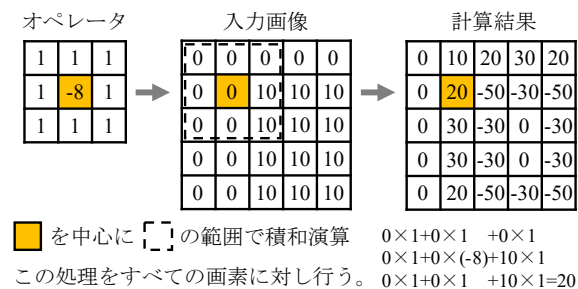 オペレータ 入力画像 計算結果
1 1 1 0 0 0 0 0 0 10 20 30 20
1 -8 1 0 0 10 10 10 0 20 -50 -30 -50
1 1 1 0 0 10 10 10 0 30 -30 0 -30
0 0 10 10 10 0 30 -30 0 -30
0 0 10 10 10 0 20 -50 -30 -50
を中心に の範囲で積和演算 0×1+0×1 +0×1
0×1+0×(-8)+10×1
この処理をすべての画素に対し行う。 0×1+0×1 +10×1=20